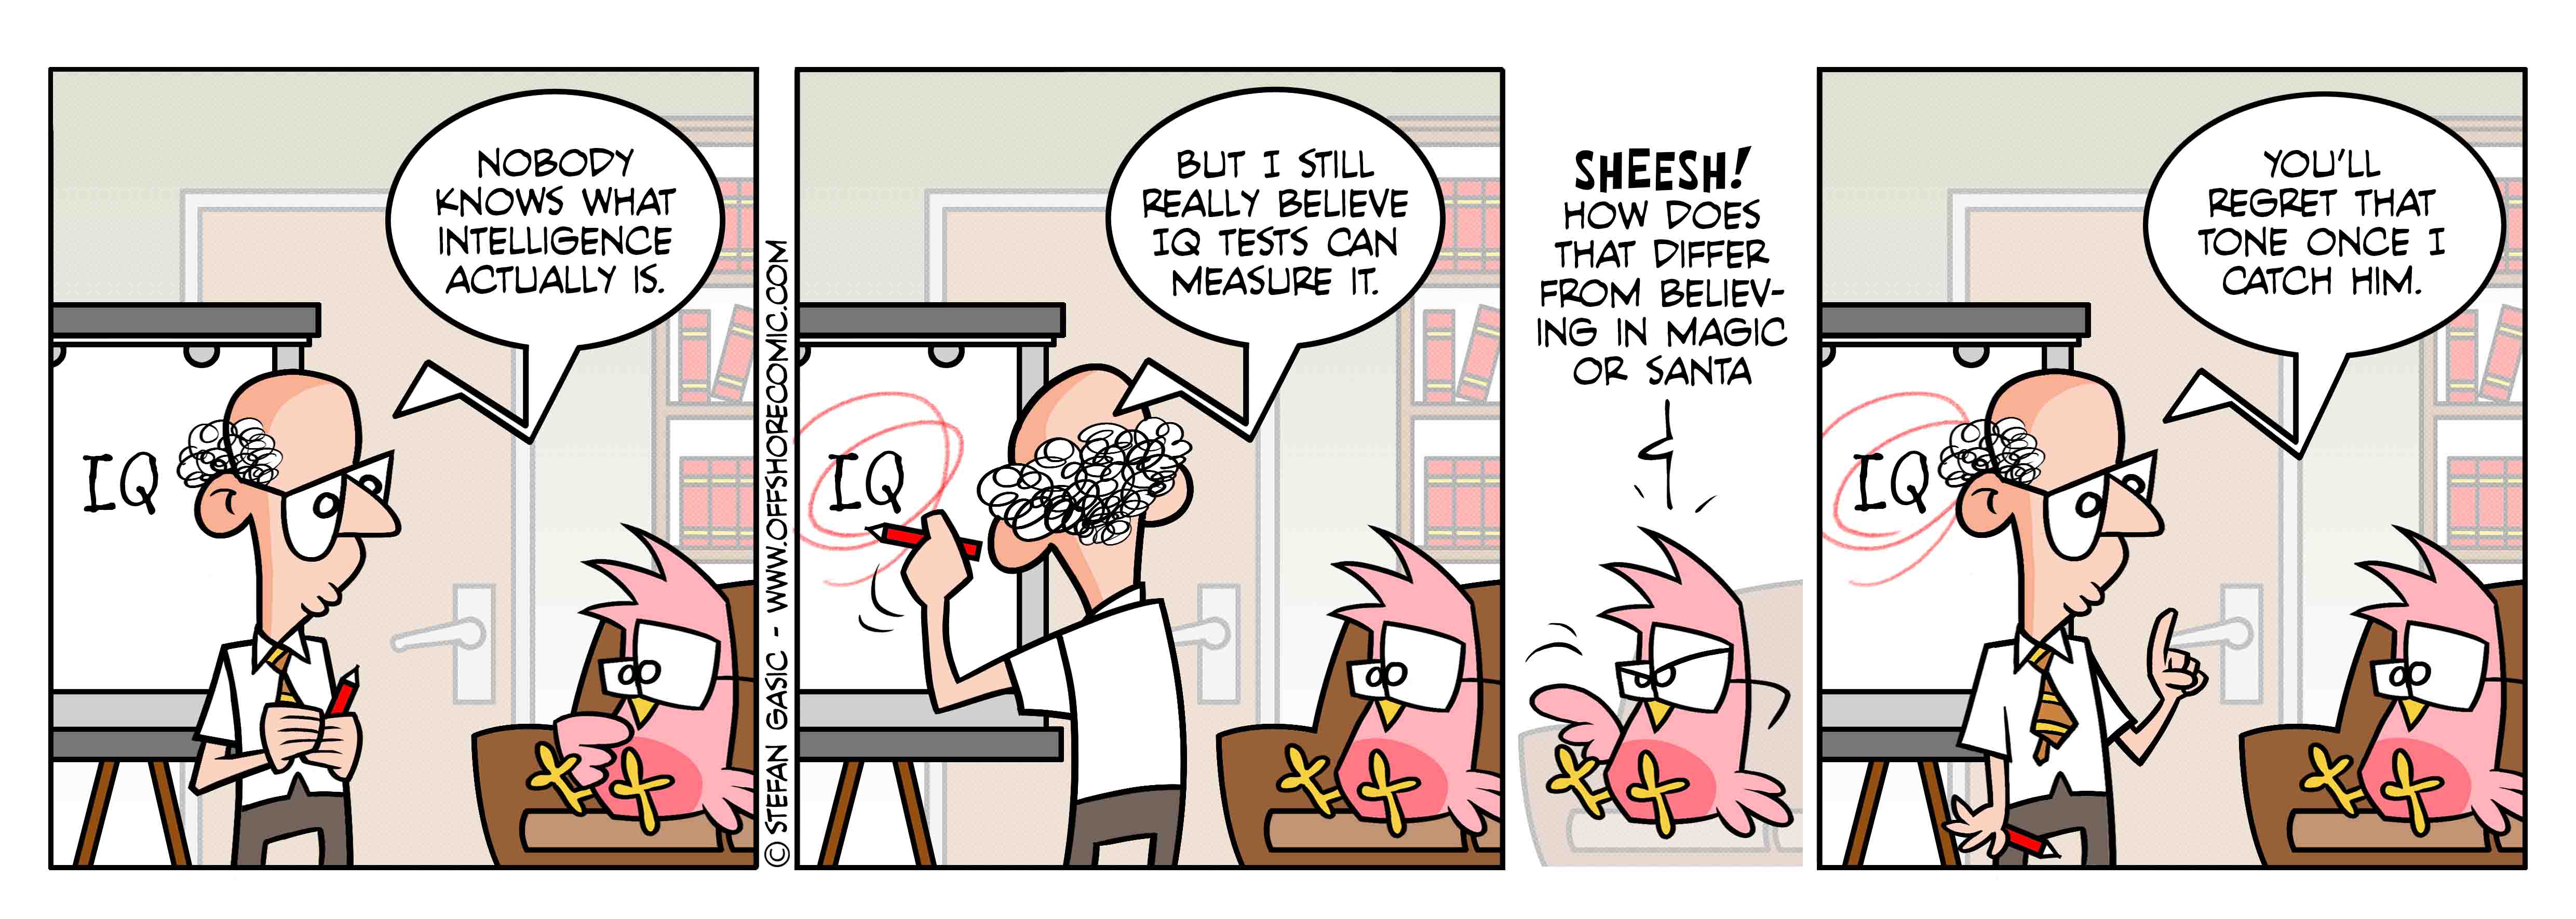 NOBODY
KNOWS WHAT
INTELLIGENCE
ACTUALLY IS.
IQ
© STEFAN GASIC - WWW.OFFSHORECOMIC.COM
BUT I STILL
REALLY BELIEVE
IQ TESTS CAN
MEASURE IT.
IQ
SHEESH!
HOW DOES
THAT DIFFER
FROM BELIEV-
ING IN MAGIC
OR SANTA
YOU'LL
REGRET THAT
TONE ONCE I
CATCH HIM.
IQ